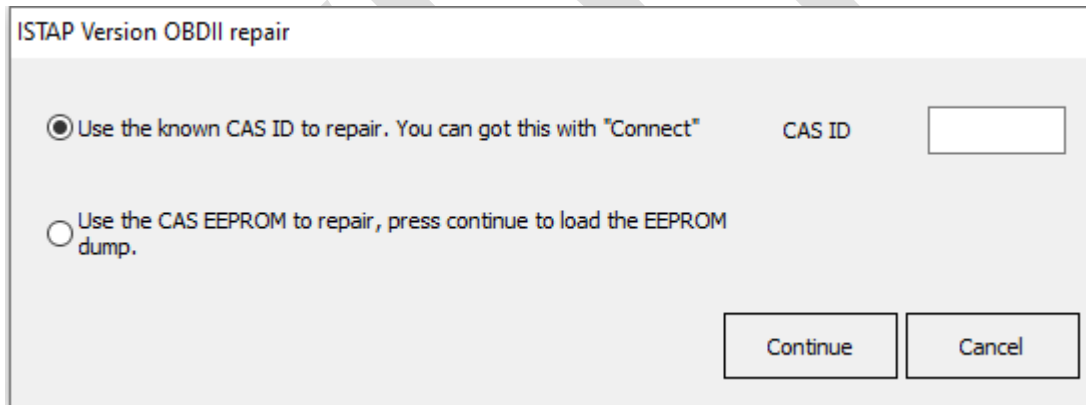 ISTAP Version OBDII repair
Use the known CAS ID to repair. You can got this with "Connect"
CAS ID
Use the CAS EEPROM to repair, press continue to load the EEPROM
dump.
Continue
Cancel